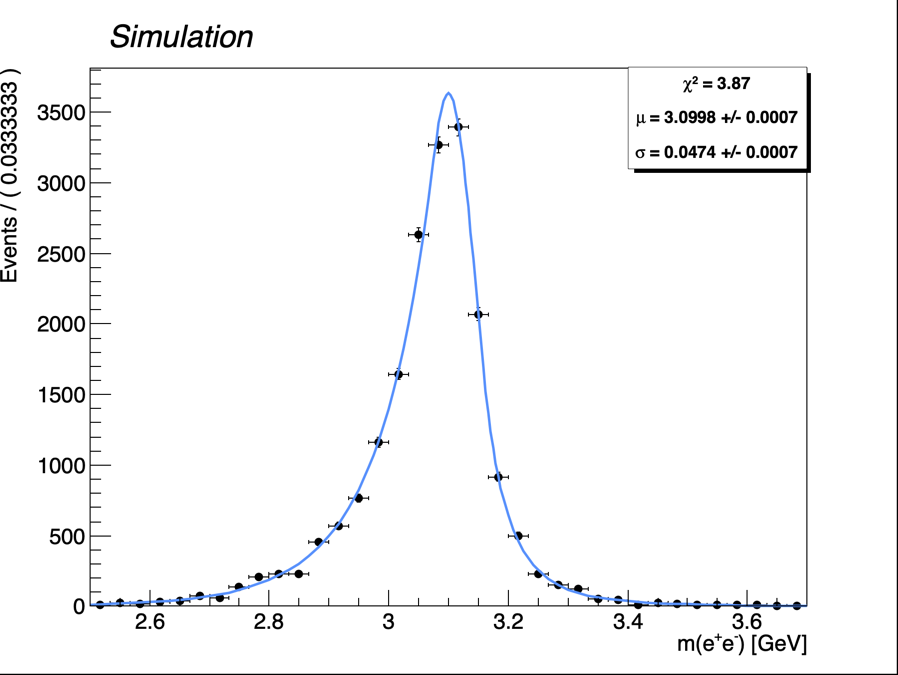 Simulation
Events / ( 0.0333333 )
χ² = 3.87
μ = 3.0998 +/- 0.0007
σ = 0.0474 +/- 0.0007
3500
3000
2500
2000
1500
1000
500
0
2.6 2.8 3 3.2 3.4 3.6
m(e⁺e⁻) [GeV]